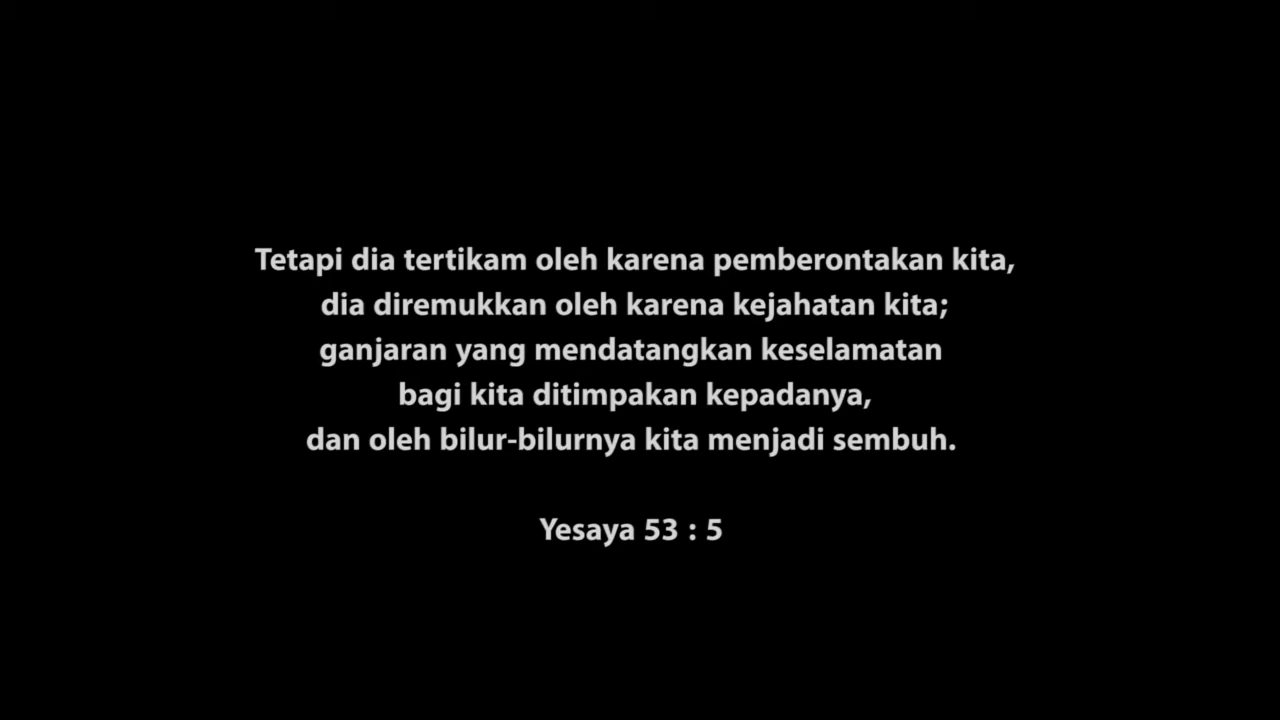 Tetapi dia tertikam oleh karena pemberontakan kita,
dia diremukkan oleh karena kejahatan kita;
ganjaran yang mendatangkan keselamatan
bagi kita ditimpakan kepadanya,
dan oleh bilur-bilurnya kita menjadi sembuh.
Yesaya 53 : 5